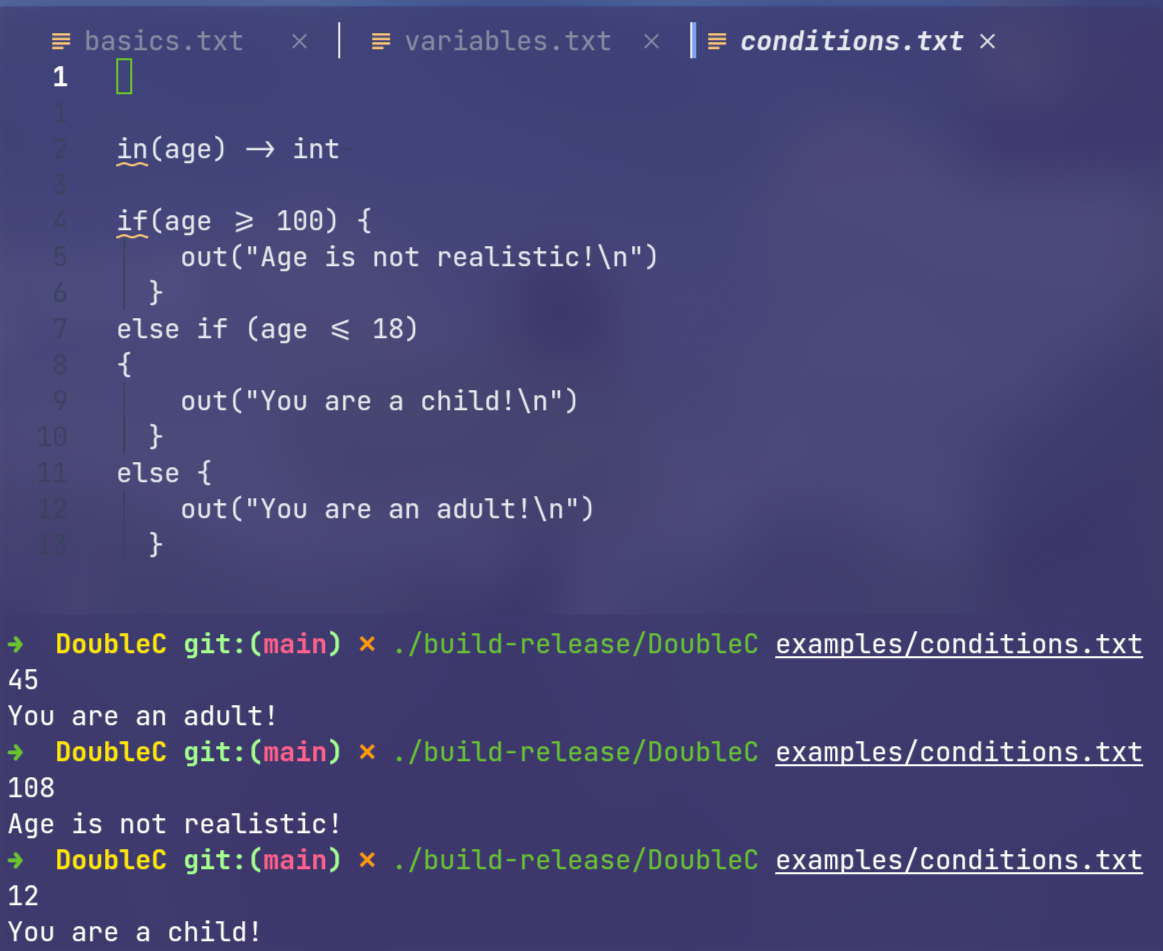 basics.txt × variables.txt × conditions.txt ×
1
1
2 in(age) -> int
3
4 if(age >= 100) {
5 out("Age is not realistic!\n")
6 }
7 else if (age <= 18)
8 {
9 out("You are a child!\n")
10 }
11 else {
12 out("You are an adult!\n")
13 }
➜ DoubleC git:(main) × ./build-release/DoubleC examples/conditions.txt
45
You are an adult!
➜ DoubleC git:(main) × ./build-release/DoubleC examples/conditions.txt
108
Age is not realistic!
➜ DoubleC git:(main) × ./build-release/DoubleC examples/conditions.txt
12
You are a child!